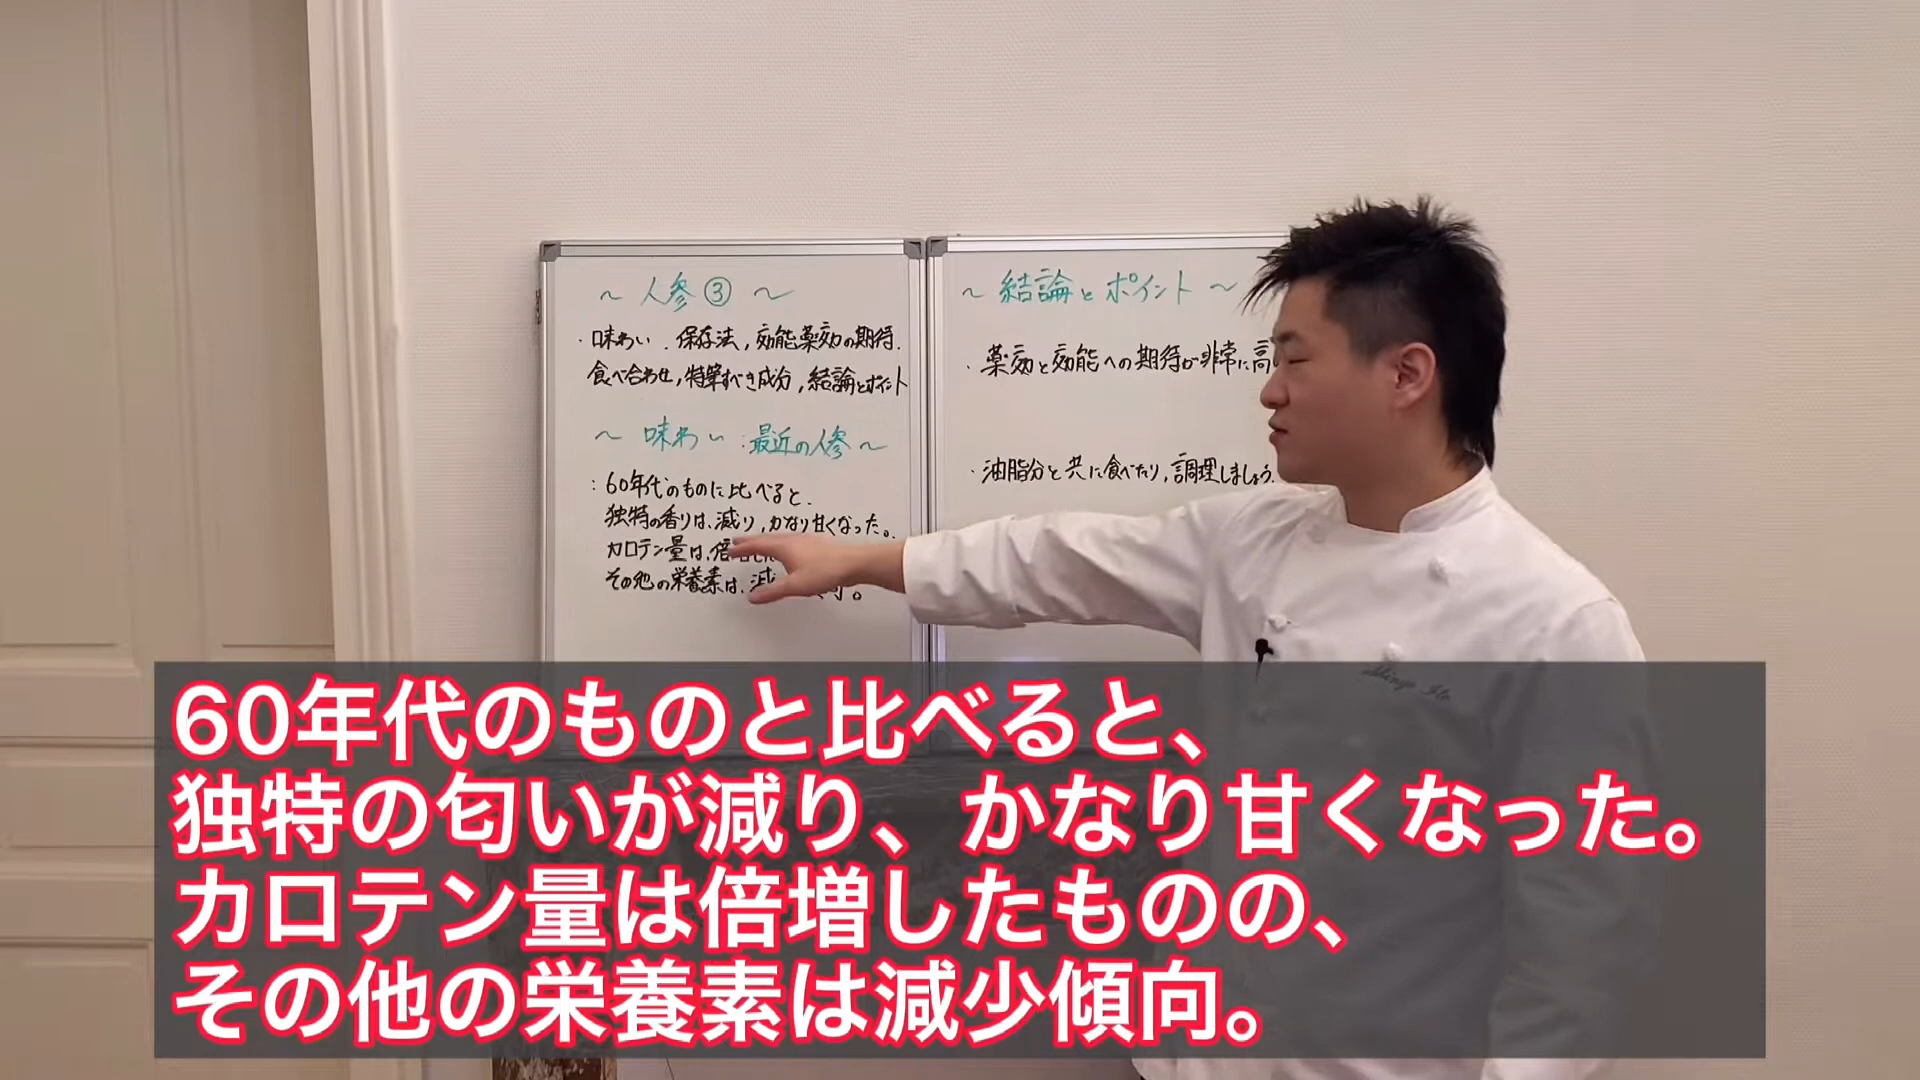 ～ 人参③ ～
・味わい、保存法、効能薬効の期待、
食べ合わせ、特筆すべき成分、結論とポイント
～ 味わい：最近の人参 ～
：60年代のものに比べると、
独特の香りは、減り、かなり甘くなった。
カロテン量は、倍増した
その他の栄養素は、減
～ 結論とポイント ～
・薬効と効能への期待が非常に高
・油脂分と共に食べたり、調理しましょう。
60年代のものと比べると、
独特の匂いが減り、かなり甘くなった。
カロテン量は倍増したものの、
その他の栄養素は減少傾向。